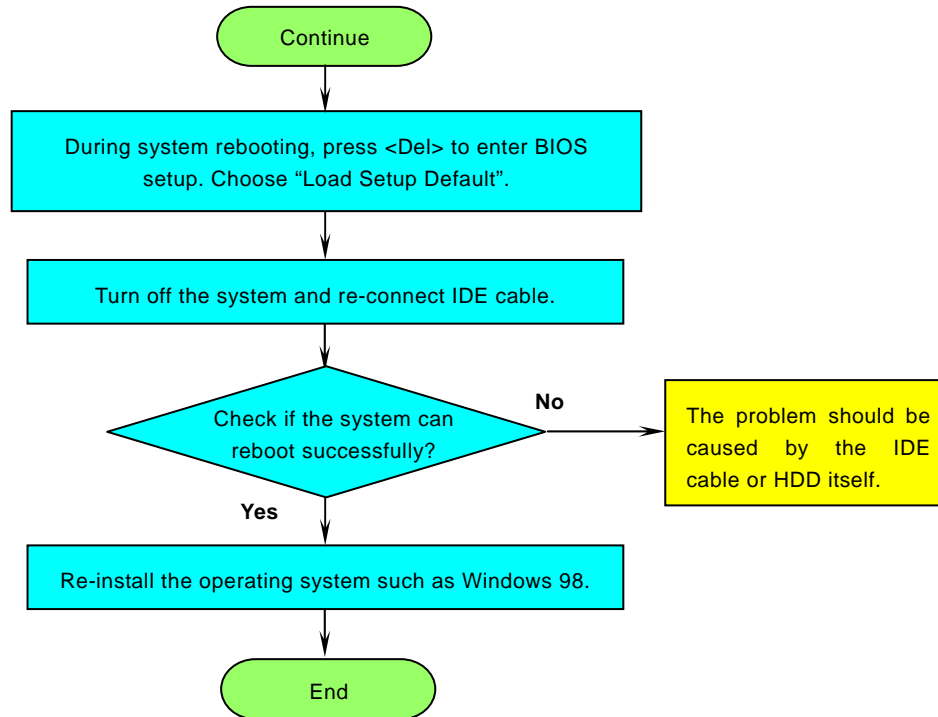 Continue
During system rebooting, press <Del> to enter BIOS
setup. Choose “Load Setup Default”.
Turn off the system and re-connect IDE cable.
Check if the system can
reboot successfully?
No
The problem should be
caused by the IDE
cable or HDD itself.
Yes
Re-install the operating system such as Windows 98.
End